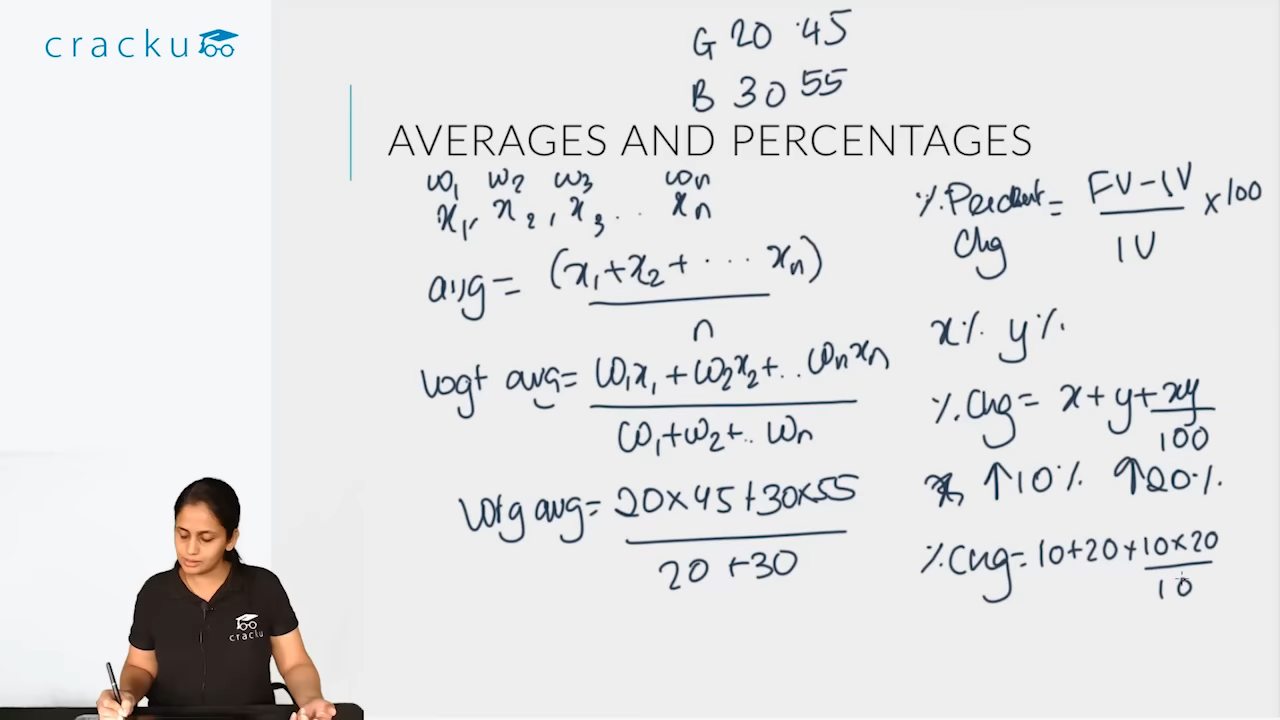 cracku
G 20 45
B 30 55
AVERAGES AND PERCENTAGES
w₁ w₂ w₃ wₙ
x₁, x₂, x₃ .. xₙ
avg = (x₁+x₂+ ... xₙ)
n
wgt avg = w₁x₁ + w₂x₂+.. wₙxₙ
w₁+w₂+.. wₙ
avg = 20×45+30×55
20+30
% Chg = FV-IV ×100
IV
x% y%
% Chg = x+y+xy
100
↑10% ↑20%
% Chg = 10+20+10×20
10
cracku